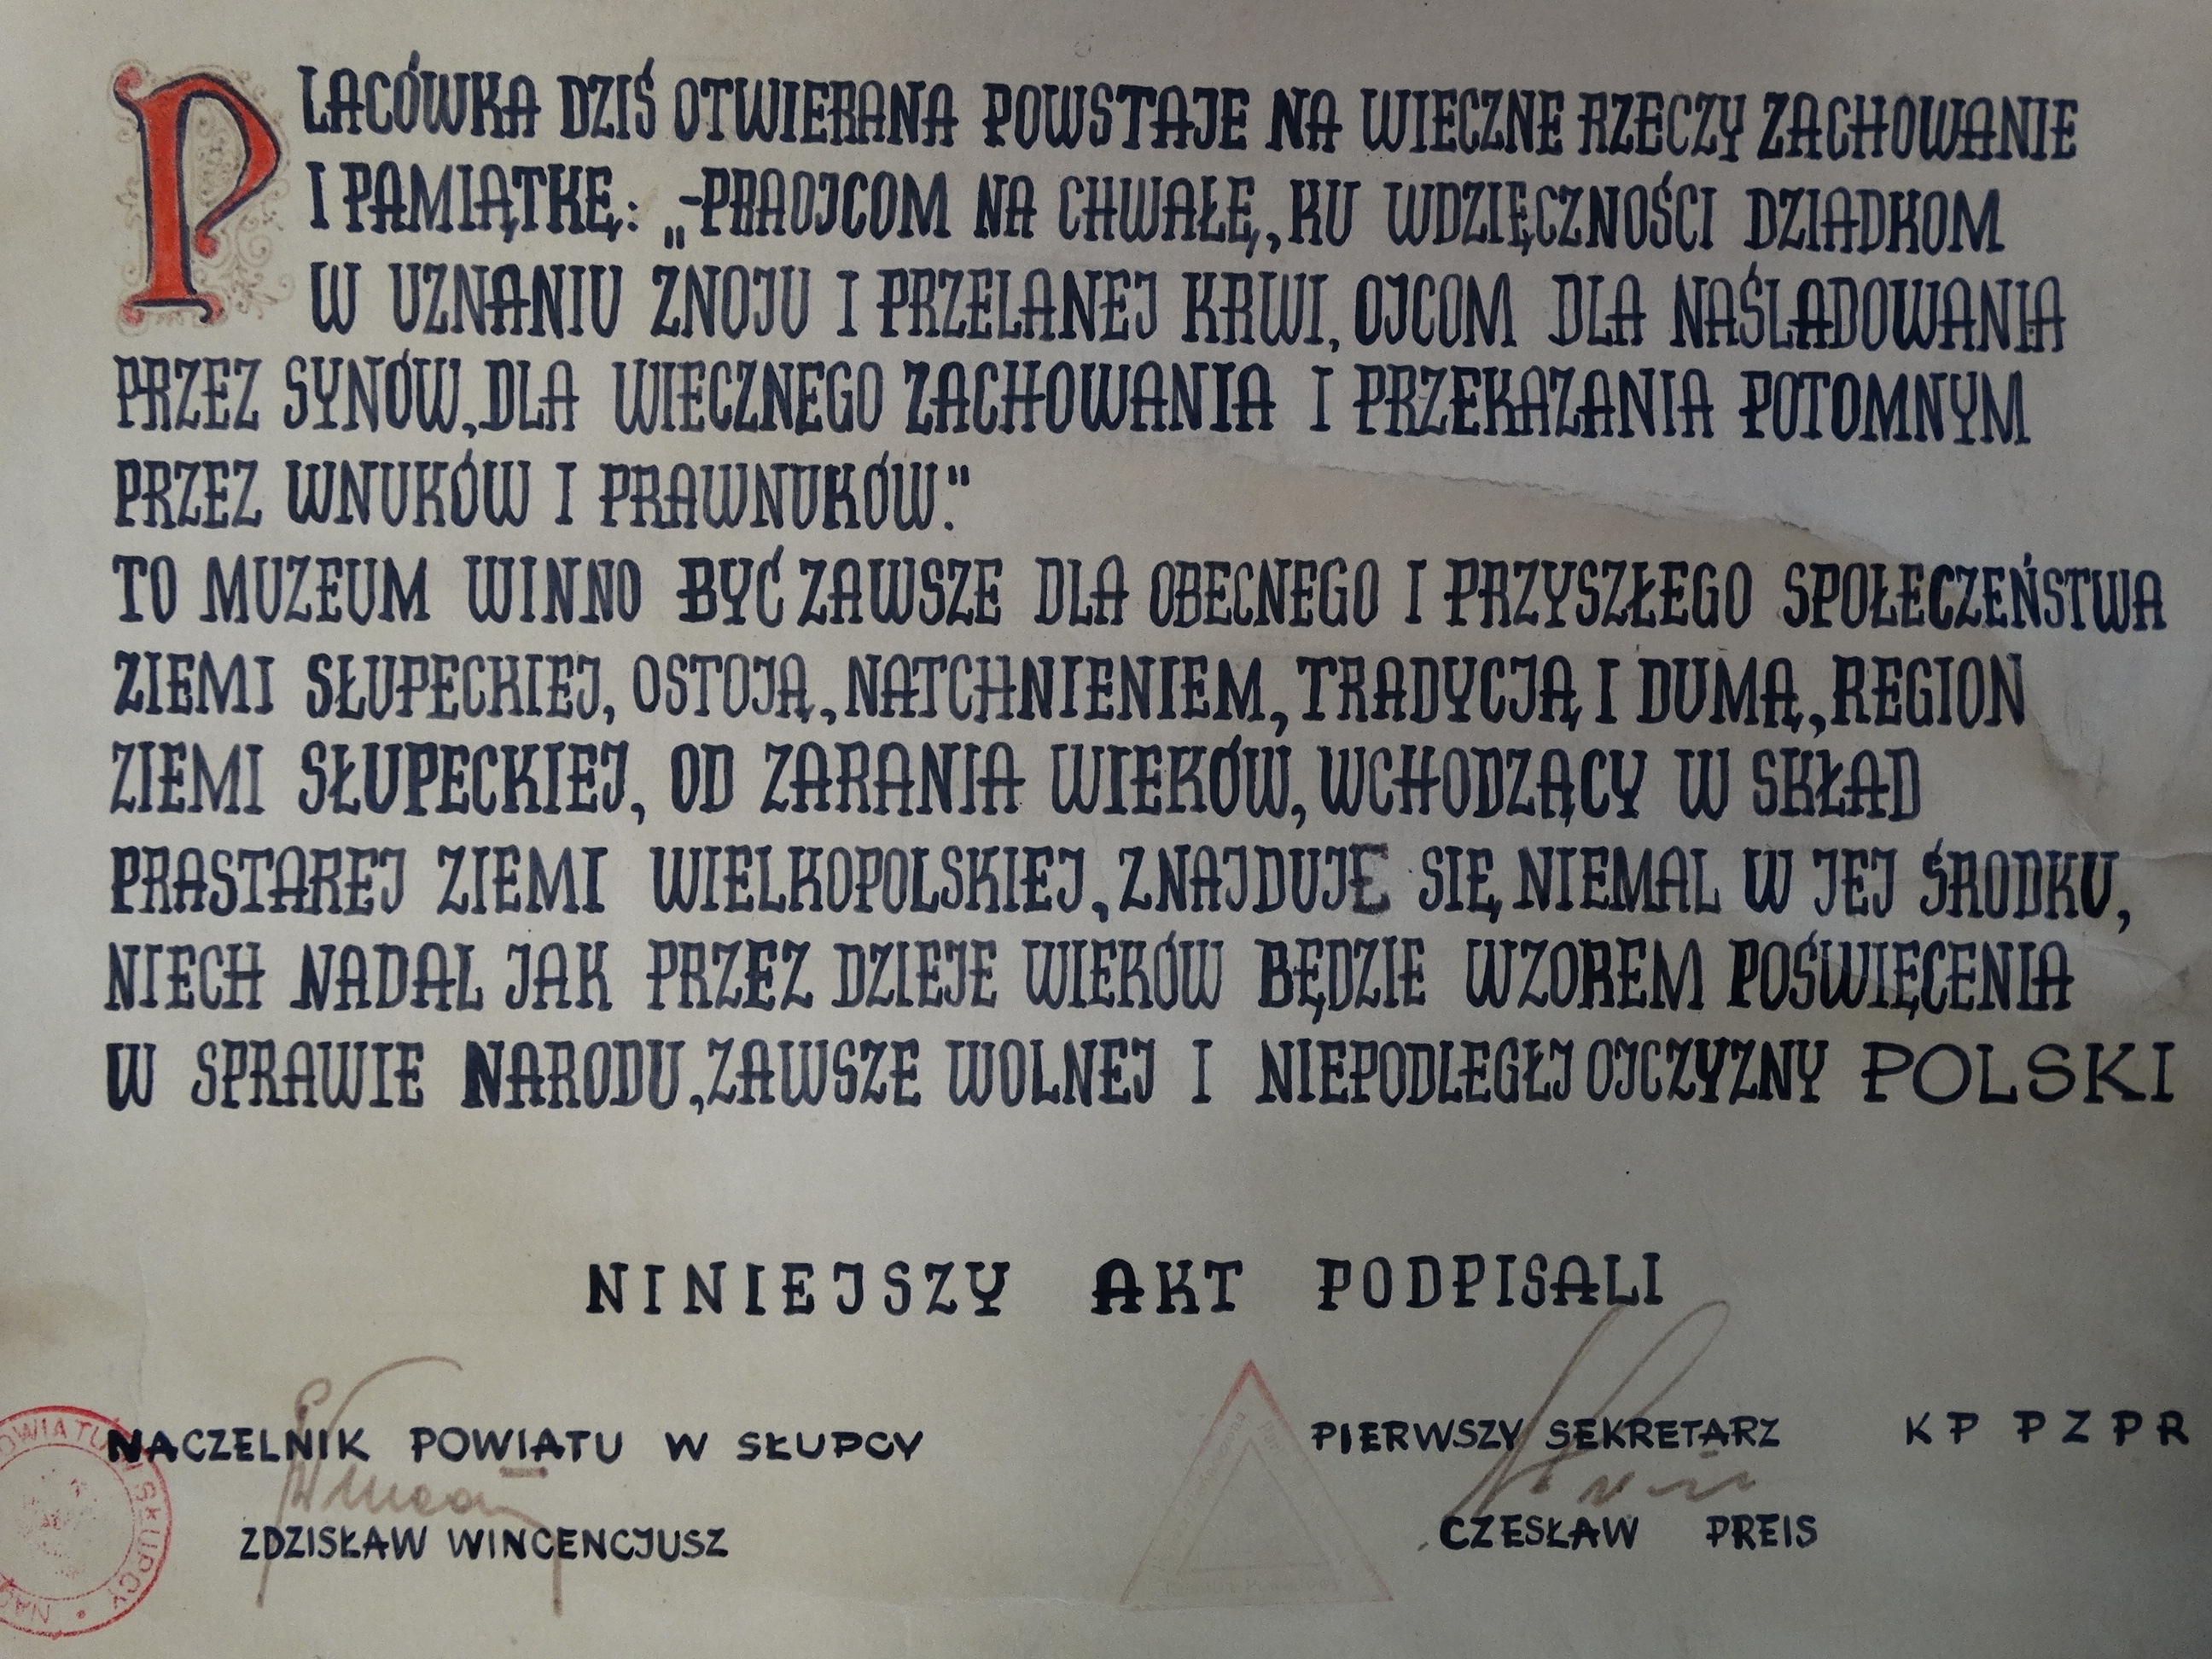 PLACÓWKA DZIŚ OTWIERANA POWSTAJE NA WIECZNE RZECZY ZACHOWANIE
I PAMIĄTKĘ: „-PRAOJCOM NA CHWAŁĘ, KU WDZIĘCZNOŚCI DZIADKOM
W UZNANIU ZNOJU I PRZELANEJ KRWI, OJCOM DLA NAŚLADOWANIA
PRZEZ SYNÓW, DLA WIECZNEGO ZACHOWANIA I PRZEKAZANIA POTOMNYM
PRZEZ WNUKÓW I PRAWNUKÓW."
TO MUZEUM WINNO BYĆ ZAWSZE DLA OBECNEGO I PRZYSZŁEGO SPOŁECZEŃSTWA
ZIEMI SŁUPECKIEJ, OSTOJĄ, NATCHNIENIEM, TRADYCJĄ I DUMĄ, REGION
ZIEMI SŁUPECKIEJ, OD ZARANIA WIEKÓW, WCHODZĄCY W SKŁAD
PRASTAREJ ZIEMI WIELKOPOLSKIEJ, ZNAJDUJE SIĘ NIEMAL W JEJ ŚRODKU,
NIECH NADAL JAK PRZEZ DZIEJE WIEKÓW BĘDZIE WZOREM POŚWIĘCENIA
W SPRAWIE NARODU, ZAWSZE WOLNEJ I NIEPODLEGŁJ OJCZYZNY POLSKI
NINIEJSZY AKT PODPISALI
NACZELNIK POWIATU W SŁUPCY
ZDZISŁAW WINCENCJUSZ
PIERWSZY SEKRETARZ KP PZPR
CZESŁAW PREIS
SŁUPCY